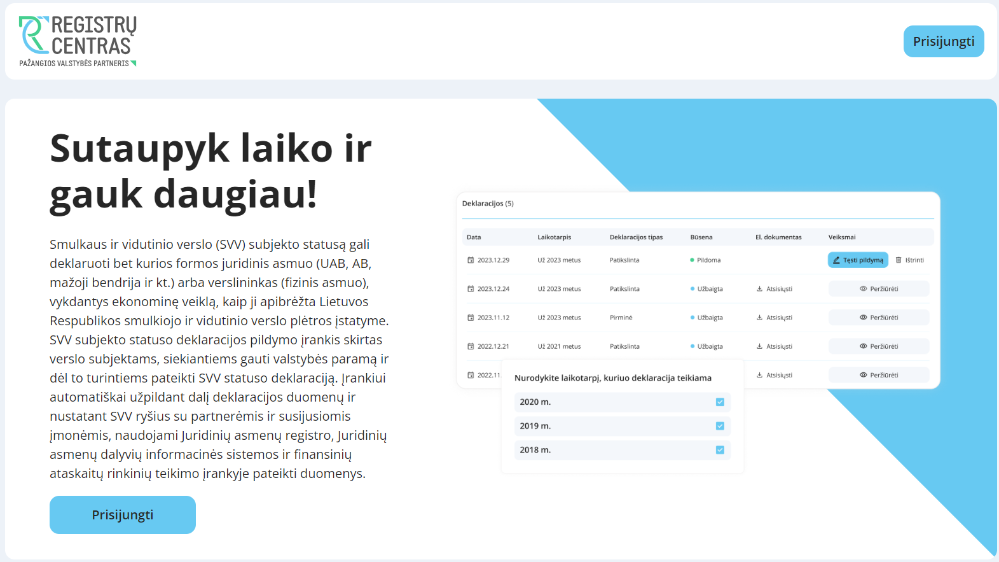 REGISTRŲ
CENTRAS
PAŽANGIOS VALSTYBĖS PARTNERIS
Prisijungti
Sutaupyk laiko ir
gauk daugiau!
Smulkaus ir vidutinio verslo (SVV) subjekto statusą gali
deklaruoti bet kurios formos juridinis asmuo (UAB, AB,
mažoji bendrija ir kt.) arba verslininkas (fizinis asmuo),
vykdantys ekonominę veiklą, kaip ji apibrėžta Lietuvos
Respublikos smulkiojo ir vidutinio verslo plėtros įstatyme.
SVV subjekto statuso deklaracijos pildymo įrankis skirtas
verslo subjektams, siekiantiems gauti valstybės paramą ir
dėl to turintiems pateikti SVV statuso deklaraciją. Įrankiui
automatiškai užpildant dalį deklaracijos duomenų ir
nustatant SVV ryšius su partnerėmis ir susijusiomis
įmonėmis, naudojami Juridinių asmenų registro, Juridinių
asmenų dalyvių informacinės sistemos ir finansinių
ataskaitų rinkinių teikimo įrankyje pateikti duomenys.
Prisijungti
Deklaracijos (5)
Data Laikotarpis Deklaracijos tipas Būsena El. dokumentas Veiksmai
2023.12.29 Už 2023 metus Patikslinta Pildoma Tęsti pildymą Ištrinti
2023.12.24 Už 2023 metus Patikslinta Užbaigta Atsisiųsti Peržiūrėti
2023.11.12 Už 2023 metus Pirminė Užbaigta Atsisiųsti Peržiūrėti
2022.12.21 Už 2021 metus Patikslinta Užbaigta Atsisiųsti Peržiūrėti
2022.11. Atsisiųsti Peržiūrėti
Nurodykite laikotarpį, kuriuo deklaracija teikiama
2020 m.
2019 m.
2018 m.